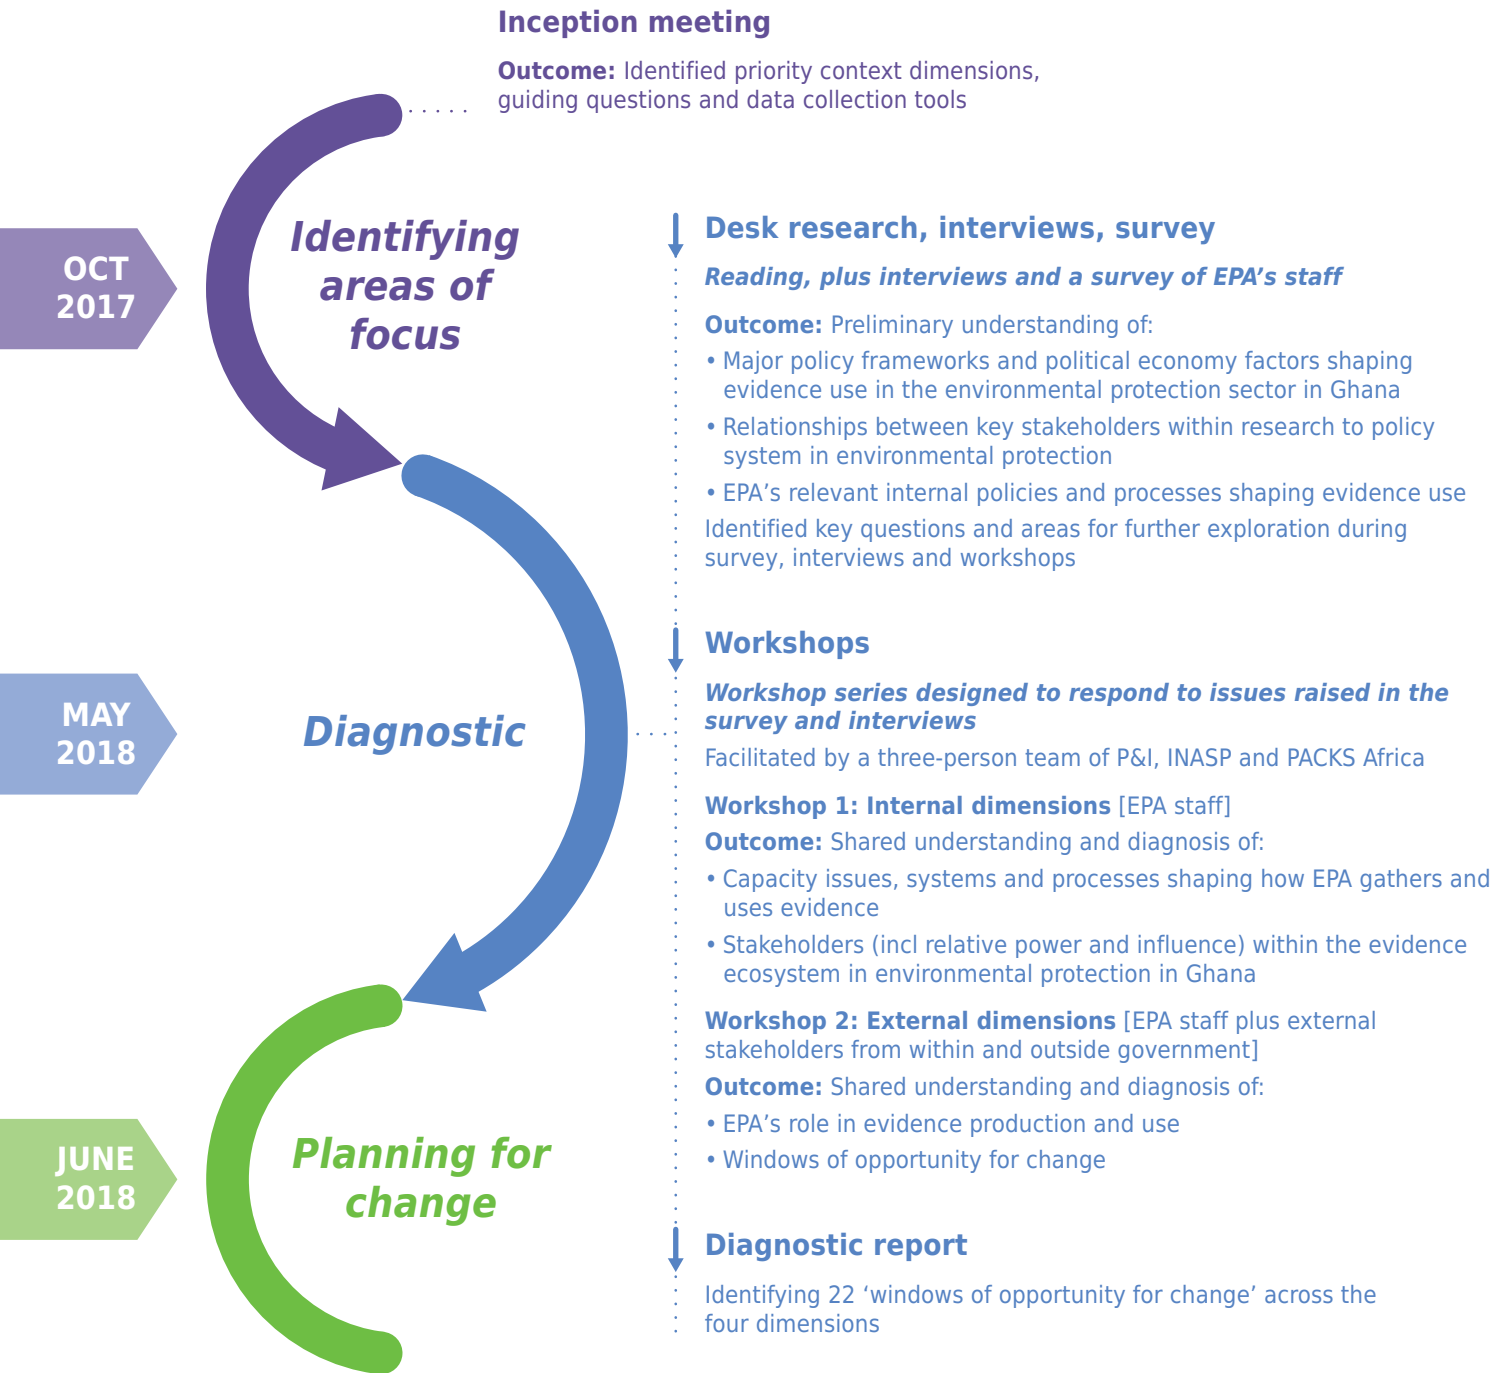 Inception meeting
Outcome: Identified priority context dimensions,
guiding questions and data collection tools
OCT
2017
Identifying
areas of
focus
Desk research, interviews, survey
Reading, plus interviews and a survey of EPA’s staff
Outcome: Preliminary understanding of:
• Major policy frameworks and political economy factors shaping
evidence use in the environmental protection sector in Ghana
• Relationships between key stakeholders within research to policy
system in environmental protection
• EPA’s relevant internal policies and processes shaping evidence use
Identified key questions and areas for further exploration during
survey, interviews and workshops
MAY
2018
Diagnostic
Workshops
Workshop series designed to respond to issues raised in the
survey and interviews
Facilitated by a three-person team of P&I, INASP and PACKS Africa
Workshop 1: Internal dimensions [EPA staff]
Outcome: Shared understanding and diagnosis of:
• Capacity issues, systems and processes shaping how EPA gathers and
uses evidence
• Stakeholders (incl relative power and influence) within the evidence
ecosystem in environmental protection in Ghana
Workshop 2: External dimensions [EPA staff plus external
stakeholders from within and outside government]
Outcome: Shared understanding and diagnosis of:
• EPA’s role in evidence production and use
• Windows of opportunity for change
JUNE
2018
Planning for
change
Diagnostic report
Identifying 22 ‘windows of opportunity for change’ across the
four dimensions